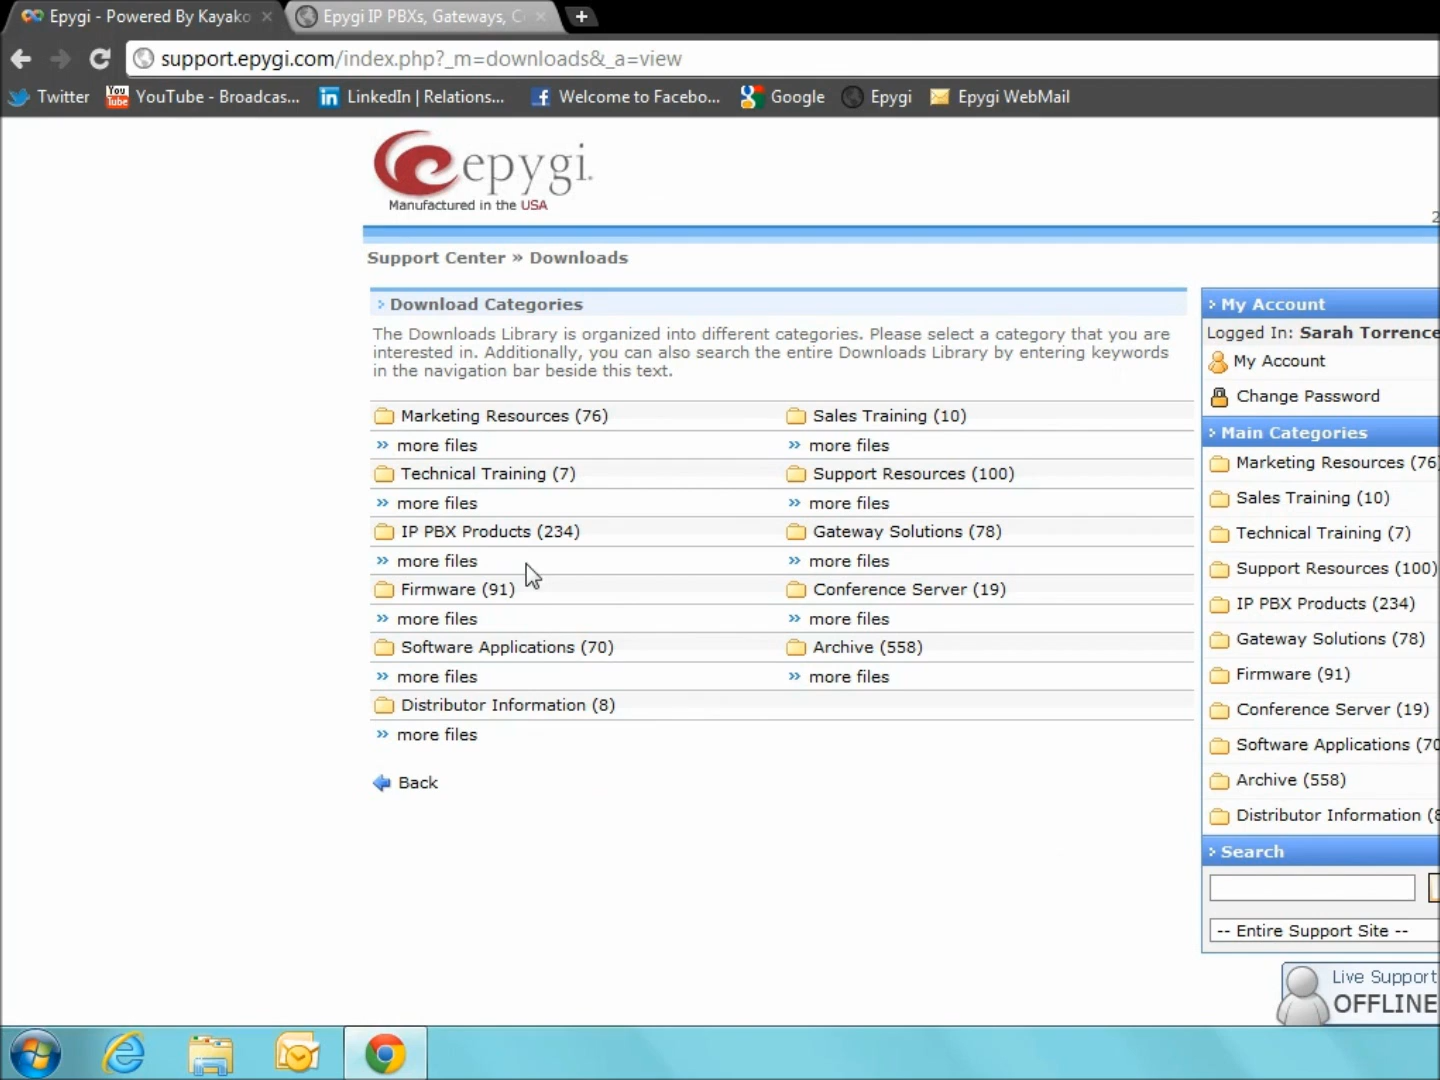 Epygi - Powered By Kayako
Epygi IP PBXs, Gateways, C
support.epygi.com/index.php?_m=downloads&_a=view
Twitter
You Tube
YouTube - Broadcas...
in
LinkedIn | Relations...
Welcome to Facebo...
Google
Epygi
Epygi WebMail
epygi
Manufactured in the USA
2
Support Center » Downloads
Download Categories
The Downloads Library is organized into different categories. Please select a category that you are
interested in. Additionally, you can also search the entire Downloads Library by entering keywords
in the navigation bar beside this text.
Marketing Resources (76)
Sales Training (10)
» more files
» more files
Technical Training (7)
Support Resources (100)
» more files
» more files
IP PBX Products (234)
Gateway Solutions (78)
» more files
» more files
Firmware (91)
Conference Server (19)
» more files
» more files
Software Applications (70)
Archive (558)
» more files
» more files
Distributor Information (8)
» more files
Back
My Account
Logged In: Sarah Torrence
My Account
Change Password
Main Categories
Marketing Resources (76)
Sales Training (10)
Technical Training (7)
Support Resources (100)
IP PBX Products (234)
Gateway Solutions (78)
Firmware (91)
Conference Server (19)
Software Applications (70
Archive (558)
Distributor Information (8
Search
-- Entire Support Site --
Live Support
OFFLINE